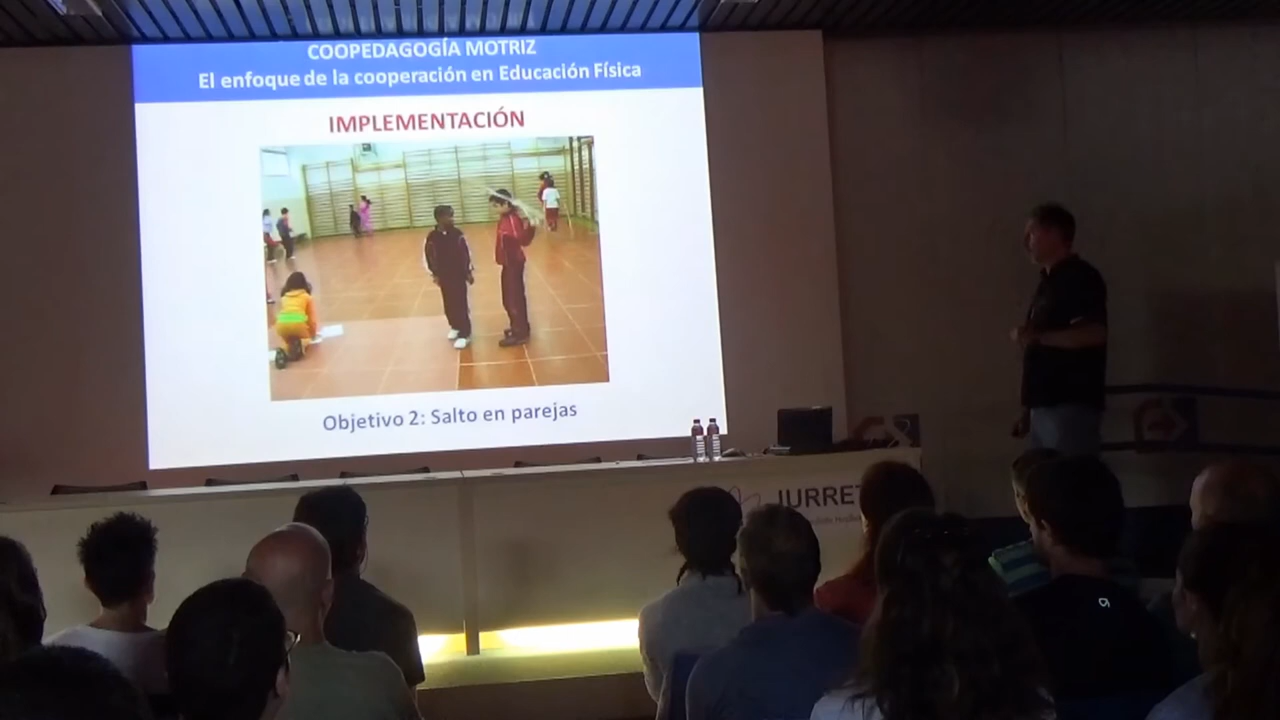 COOPEDAGOGÍA MOTRIZ
El enfoque de la cooperación en Educación Física
IMPLEMENTACIÓN
Objetivo 2: Salto en parejas